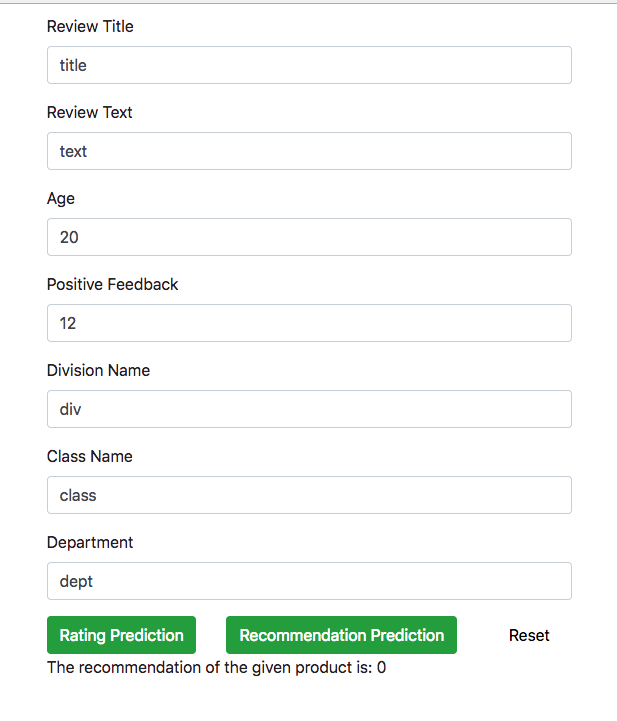 Review Title
title
Review Text
text
Age
20
Positive Feedback
12
Division Name
div
Class Name
class
Department
dept
Rating Prediction Recommendation Prediction Reset
The recommendation of the given product is: 0